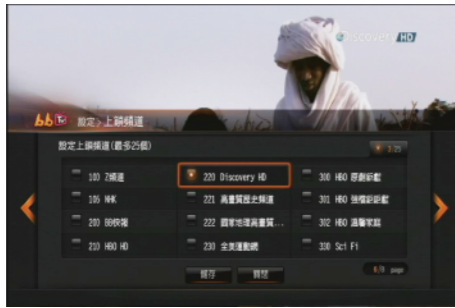 Discovery HD
bb TV 設定>上鎖頻道
設定上鎖頻道(最多25個)
100 Z頻道
220 Discovery HD
300 HBO 原創鉅獻
105 NHK
221 高畫質歷史頻道
301 HBO 強檔鉅獻
200 BB快報
222 國家地理高畫質...
302 HBO 溫馨家庭
210 HBO HD
230 全美運動網
330 Sci Fi
儲存 關閉
page